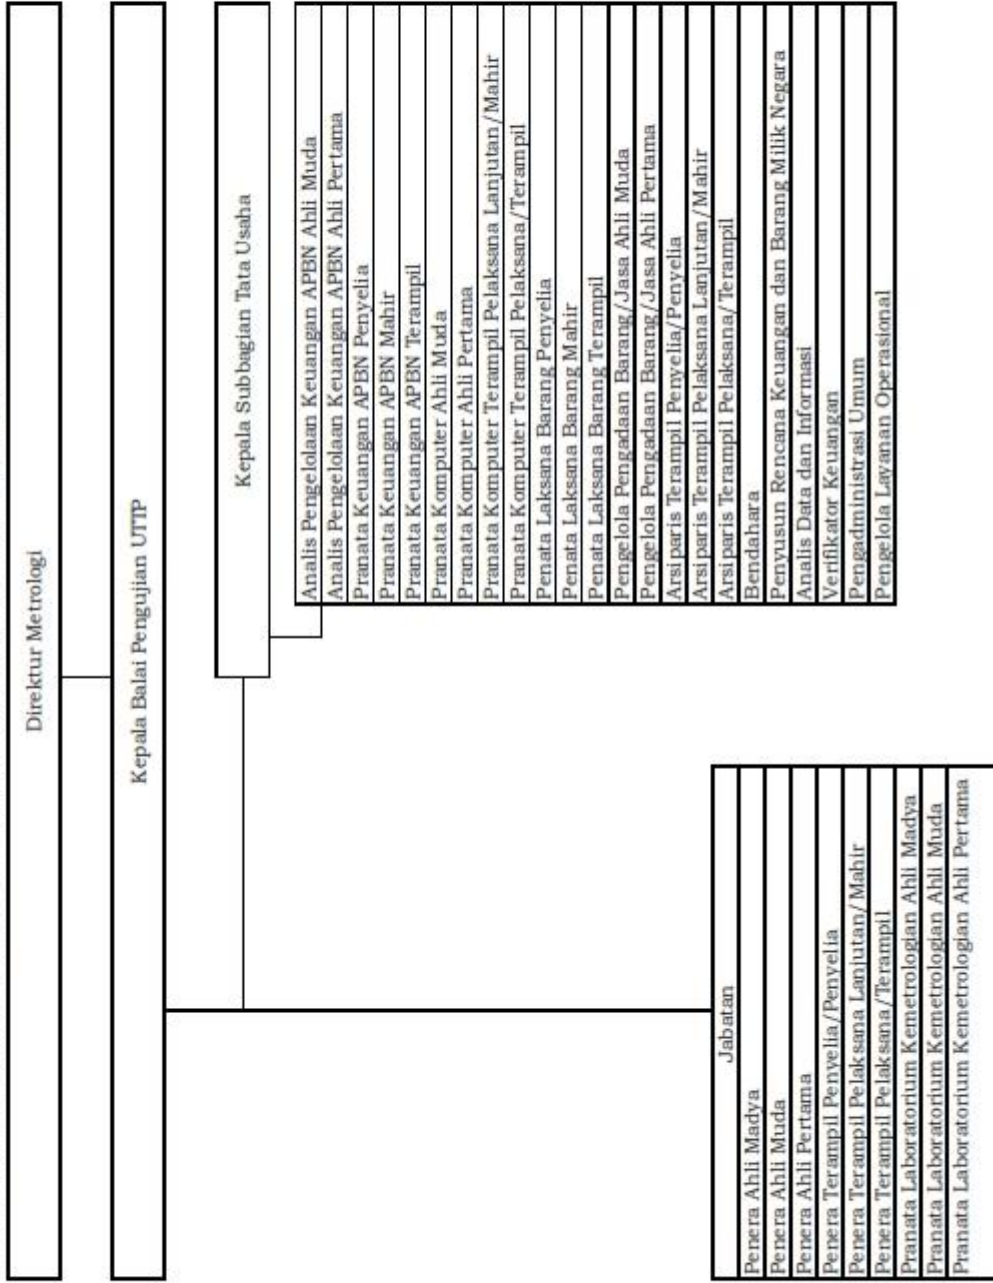 Direktur Metrologi
Kepala Balai Pengujian UTTP
Kepala Subbagian Tata Usaha
Analis Pengelolaan Keuangan APBN Ahli Muda
Analis Pengelolaan Keuangan APBN Ahli Pertama
Pranata Keuangan APBN Penyelia
Pranata Keuangan APBN Mahir
Pranata Keuangan APBN Terampil
Pranata Komputer Ahli Muda
Pranata Komputer Ahli Pertama
Pranata Komputer Terampil Pelaksana Lanjutan/Mahir
Pranata Komputer Terampil Pelaksana/Terampil
Penata Laksana Barang Penyelia
Penata Laksana Barang Mahir
Penata Laksana Barang Terampil
Pengelola Pengadaan Barang/Jasa Ahli Muda
Pengelola Pengadaan Barang/Jasa Ahli Pertama
Arsiparis Terampil Penyelia/Penyelia
Arsiparis Terampil Pelaksana Lanjutan/Mahir
Arsiparis Terampil Pelaksana/Terampil
Bendahara
Penyusun Rencana Keuangan dan Barang Milik Negara
Analis Data dan Informasi
Verifikator Keuangan
Pengadministrasi Umum
Pengelola Layanan Operasional
Jabatan
Penera Ahli Madya
Penera Ahli Muda
Penera Ahli Pertama
Penera Terampil Penyelia/Penyelia
Penera Terampil Pelaksana Lanjutan/Mahir
Penera Terampil Pelaksana/Terampil
Pranata Laboratorium Kemetrologian Ahli Madya
Pranata Laboratorium Kemetrologian Ahli Muda
Pranata Laboratorium Kemetrologian Ahli Pertama